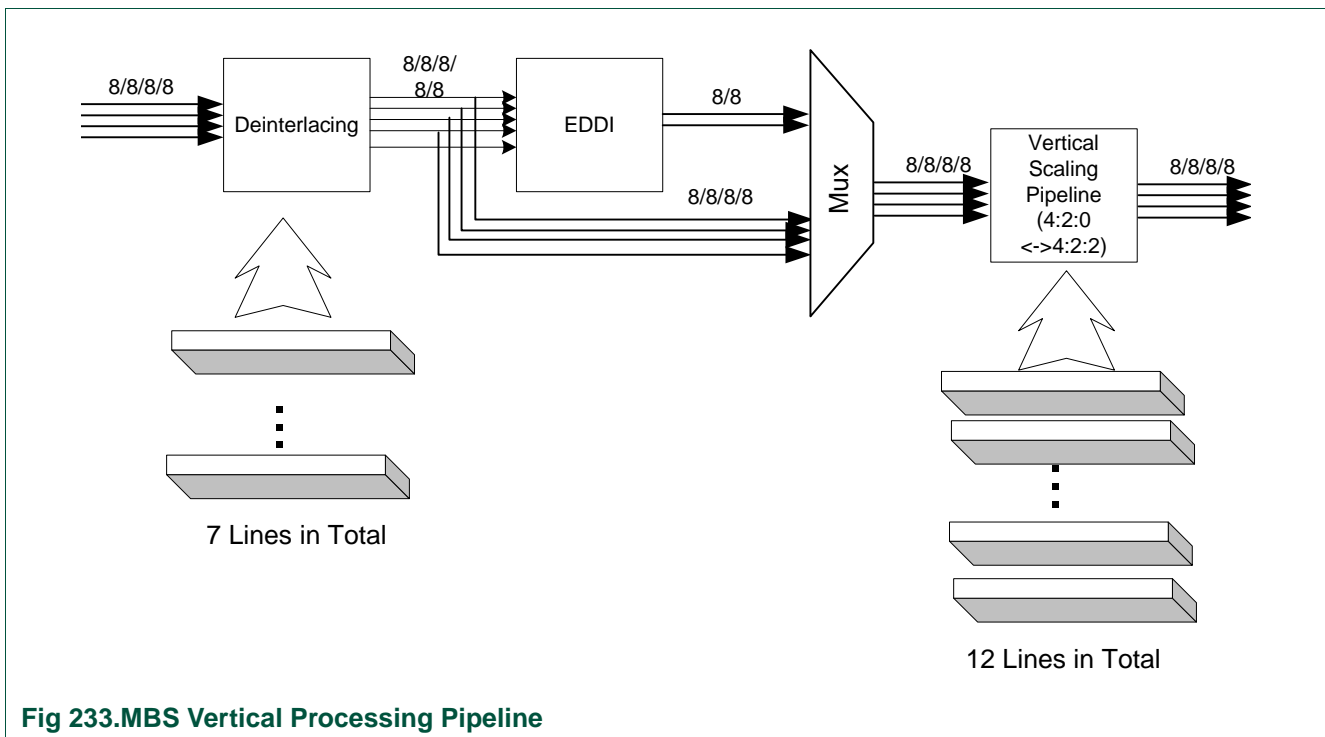 8/8/8/8
Deinterlacing
8/8/8/
8/8
EDDI
8/8
8/8/8/8
Mux
8/8/8/8
Vertical
Scaling
Pipeline
(4:2:0
<->4:2:2)
8/8/8/8
7 Lines in Total
12 Lines in Total
Fig 233.MBS Vertical Processing Pipeline